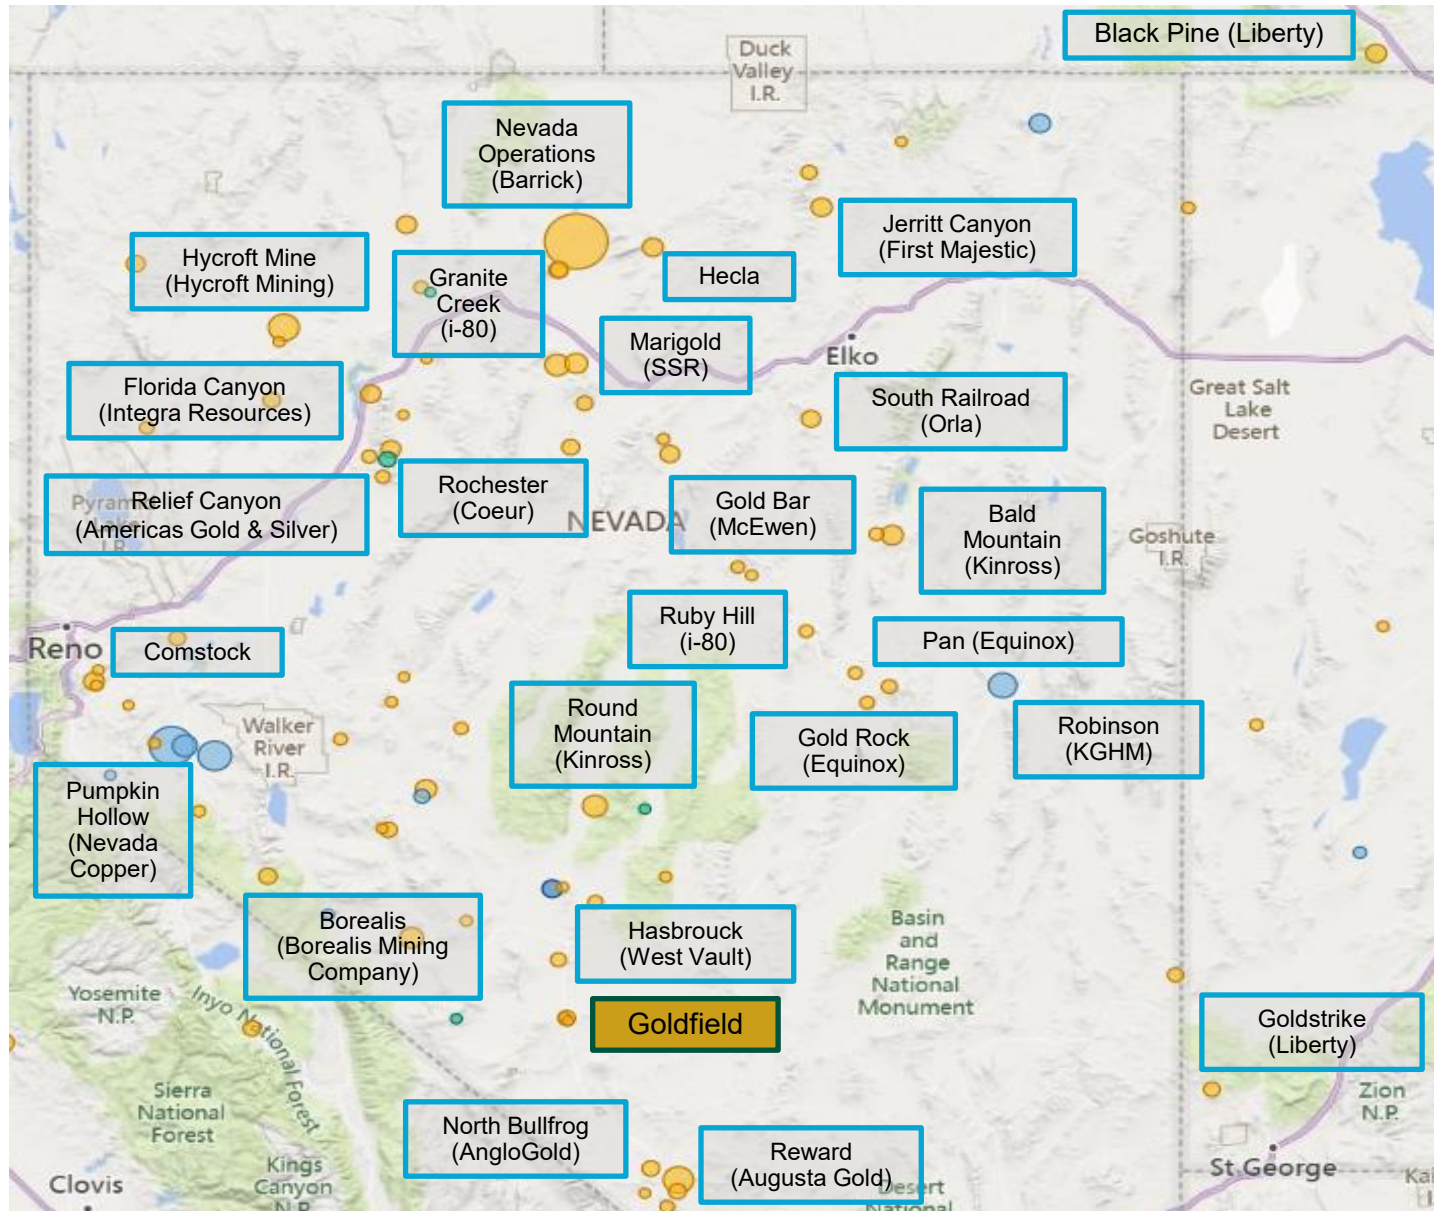 Black Pine (Liberty)
Duck
Valley
I.R.
Nevada
Operations
(Barrick)
Jerritt Canyon
(First Majestic)
Hycroft Mine
(Hycroft Mining)
Granite
Creek
(i-80)
Hecla
Marigold
(SSR)
Elko
Florida Canyon
(Integra Resources)
South Railroad
(Orla)
Great Salt
Lake
Desert
Relief Canyon
(Americas Gold & Silver)
Rochester
(Coeur)
NEVADA
Gold Bar
(McEwen)
Bald
Mountain
(Kinross)
Goshute
I.R.
Reno
Comstock
Ruby Hill
(i-80)
Pan (Equinox)
Walker
River
I.R.
Round
Mountain
(Kinross)
Gold Rock
(Equinox)
Robinson
(KGHM)
Pumpkin
Hollow
(Nevada
Copper)
Borealis
(Borealis Mining
Company)
Hasbrouck
(West Vault)
Basin
and
Range
National
Monument
Yosemite
N.P.
Inyo National Forest
Goldfield
Goldstrike
(Liberty)
Sierra
National
Forest
Zion
N.P.
North Bullfrog
(AngloGold)
Reward
(Augusta Gold)
St George
Clovis
Kings
Canyon
N.P.
Desert
National